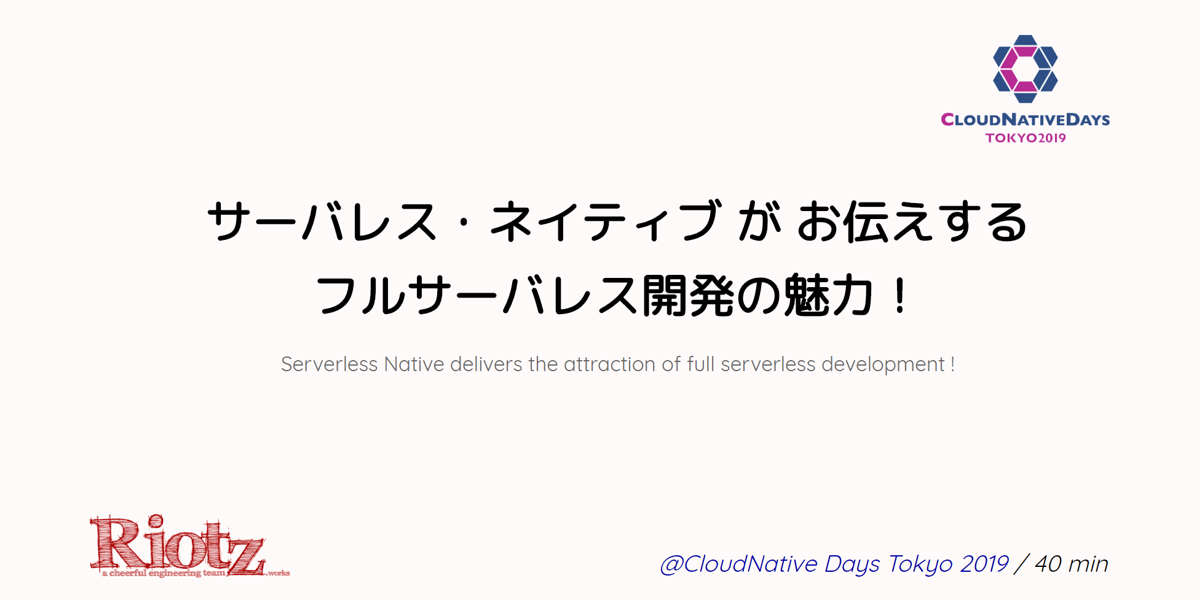 CLOUDNATIVEDAYS
TOKYO2019
サーバレス・ネイティブ が お伝えする
フルサーバレス開発の魅力！
Serverless Native delivers the attraction of full serverless development !
Riotz
a cheerful engineering team .works
@CloudNative Days Tokyo 2019 / 40 min